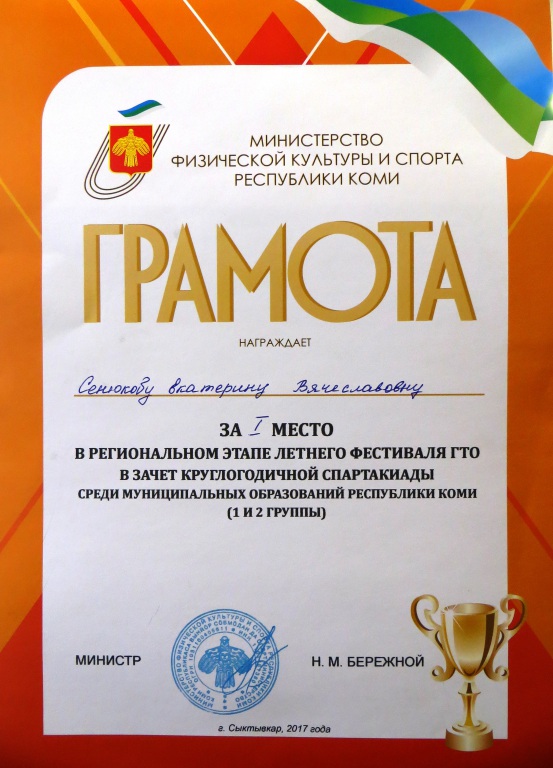 МИНИСТЕРСТВО
ФИЗИЧЕСКОЙ КУЛЬТУРЫ И СПОРТА
РЕСПУБЛИКИ КОМИ
ГРАМОТА
НАГРАЖДАЕТ
Сенюкову Екатерину Вячеславовну
ЗА I МЕСТО
В РЕГИОНАЛЬНОМ ЭТАПЕ ЛЕТНЕГО ФЕСТИВАЛЯ ГТО
В ЗАЧЕТ КРУГЛОГОДИЧНОЙ СПАРТАКИАДЫ
СРЕДИ МУНИЦИПАЛЬНЫХ ОБРАЗОВАНИЙ РЕСПУБЛИКИ КОМИ
(1 И 2 ГРУППЫ)
МИНИСТР Н. М. БЕРЕЖНОЙ
г. Сыктывкар, 2017 года